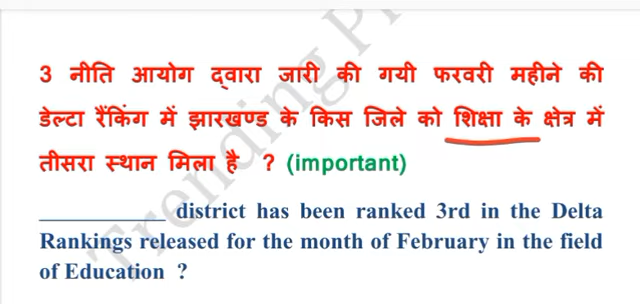 3 नीति आयोग द्वारा जारी की गयी फरवरी महीने की
डेल्टा रैंकिंग में झारखण्ड के किस जिले को शिक्षा के क्षेत्र में
तीसरा स्थान मिला है ? (important)
__________ district has been ranked 3rd in the Delta
Rankings released for the month of February in the field
of Education ?